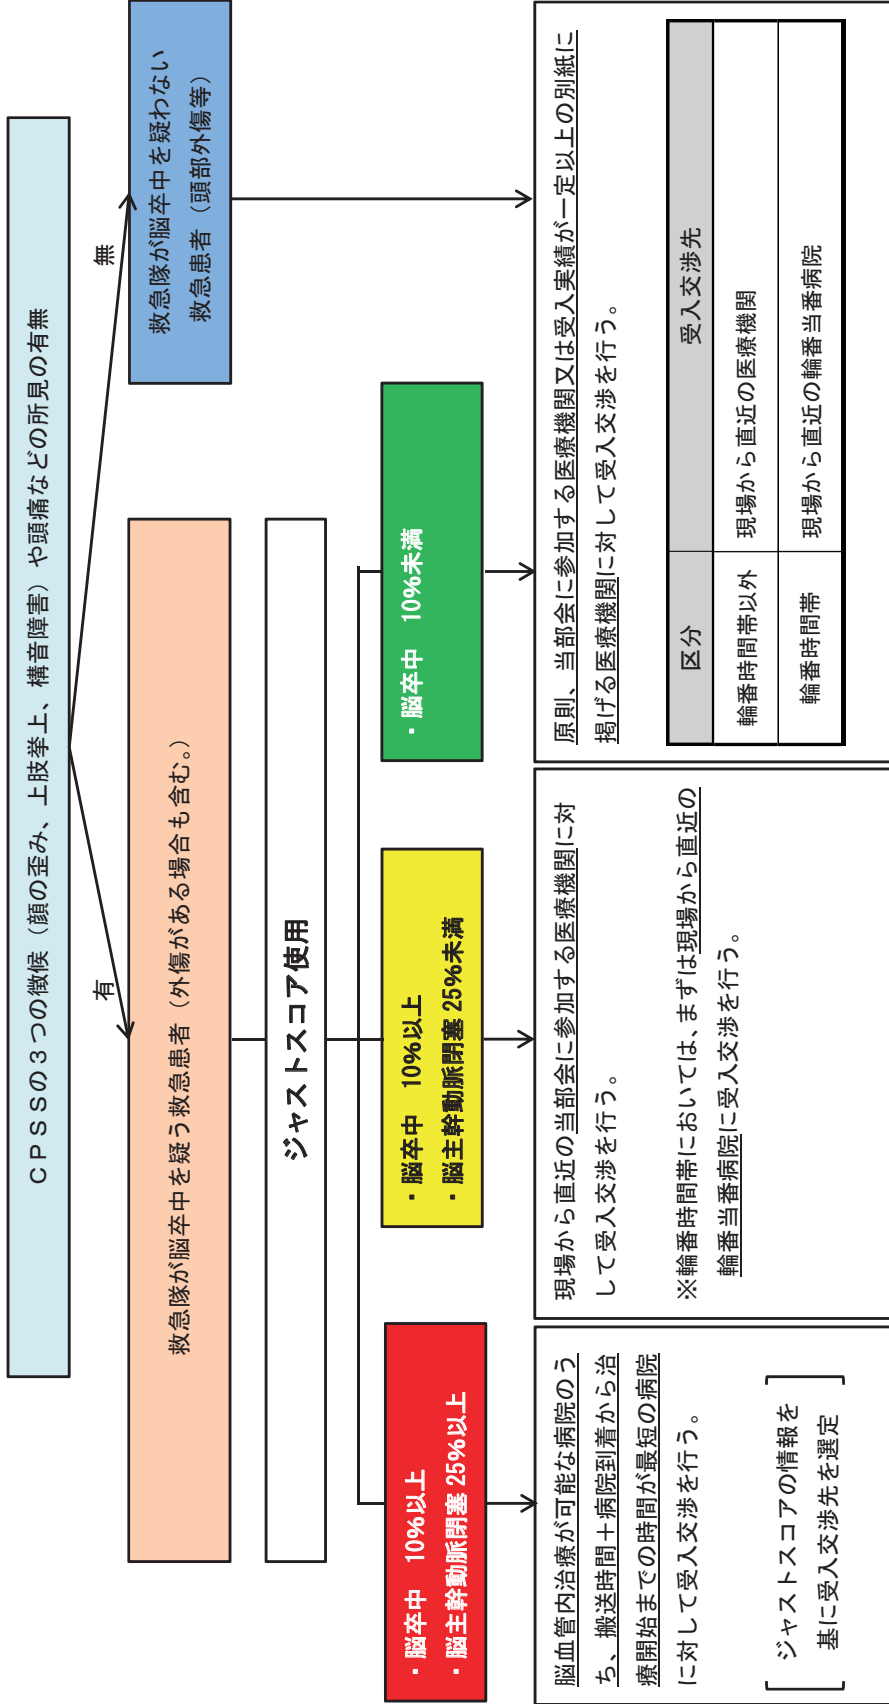 CPSSの3つの徴候（顔の歪み、上肢挙上、構音障害）や頭痛などの所見の有無
有
無
救急隊が脳卒中を疑う救急患者（外傷がある場合も含む。）
救急隊が脳卒中を疑わない
救急患者（頭部外傷等）
ジャストスコア使用
・脳卒中　10％以上
・脳主幹動脈閉塞 25％以上
・脳卒中　10％以上
・脳主幹動脈閉塞 25％未満
・脳卒中　10％未満
脳血管内治療が可能な病院のう
ち、搬送時間＋病院到着から治
療開始までの時間が最短の病院
に対して受入交渉を行う。
ジャストスコアの情報を
基に受入交渉先を選定
現場から直近の当部会に参加する医療機関に対
して受入交渉を行う。
※輪番時間帯においては、まずは現場から直近の
輪番当番病院に受入交渉を行う。
原則、当部会に参加する医療機関又は受入実績が一定以上の別紙に
掲げる医療機関に対して受入交渉を行う。
区分　受入交渉先
輪番時間帯以外　現場から直近の医療機関
輪番時間帯　現場から直近の輪番当番病院